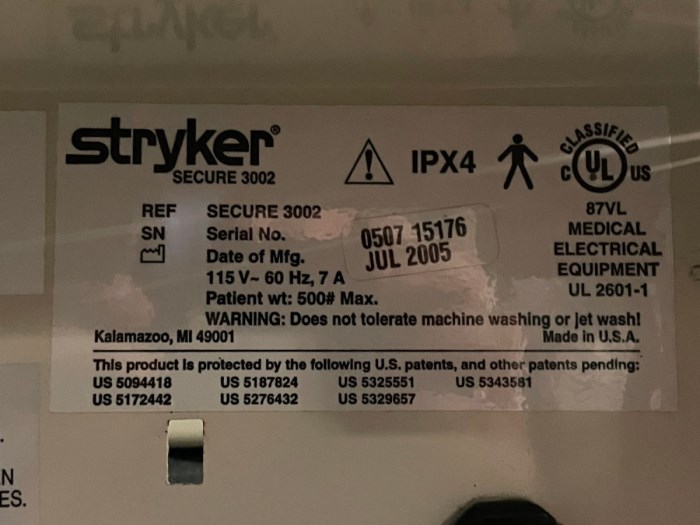 stryker®
SECURE 3002
IPX4
CLASSIFIED
C UL US
REF SECURE 3002
SN Serial No. 0507 15176
Date of Mfg. JUL 2005
115 V~ 60 Hz, 7 A
Patient wt: 500# Max.
87VL
MEDICAL
ELECTRICAL
EQUIPMENT
UL 2601-1
WARNING: Does not tolerate machine washing or jet wash!
Kalamazoo, MI 49001 Made in U.S.A.
This product is protected by the following U.S. patents, and other patents pending:
US 5094418 US 5187824 US 5325551 US 5343581
US 5172442 US 5276432 US 5329657
N
ES.